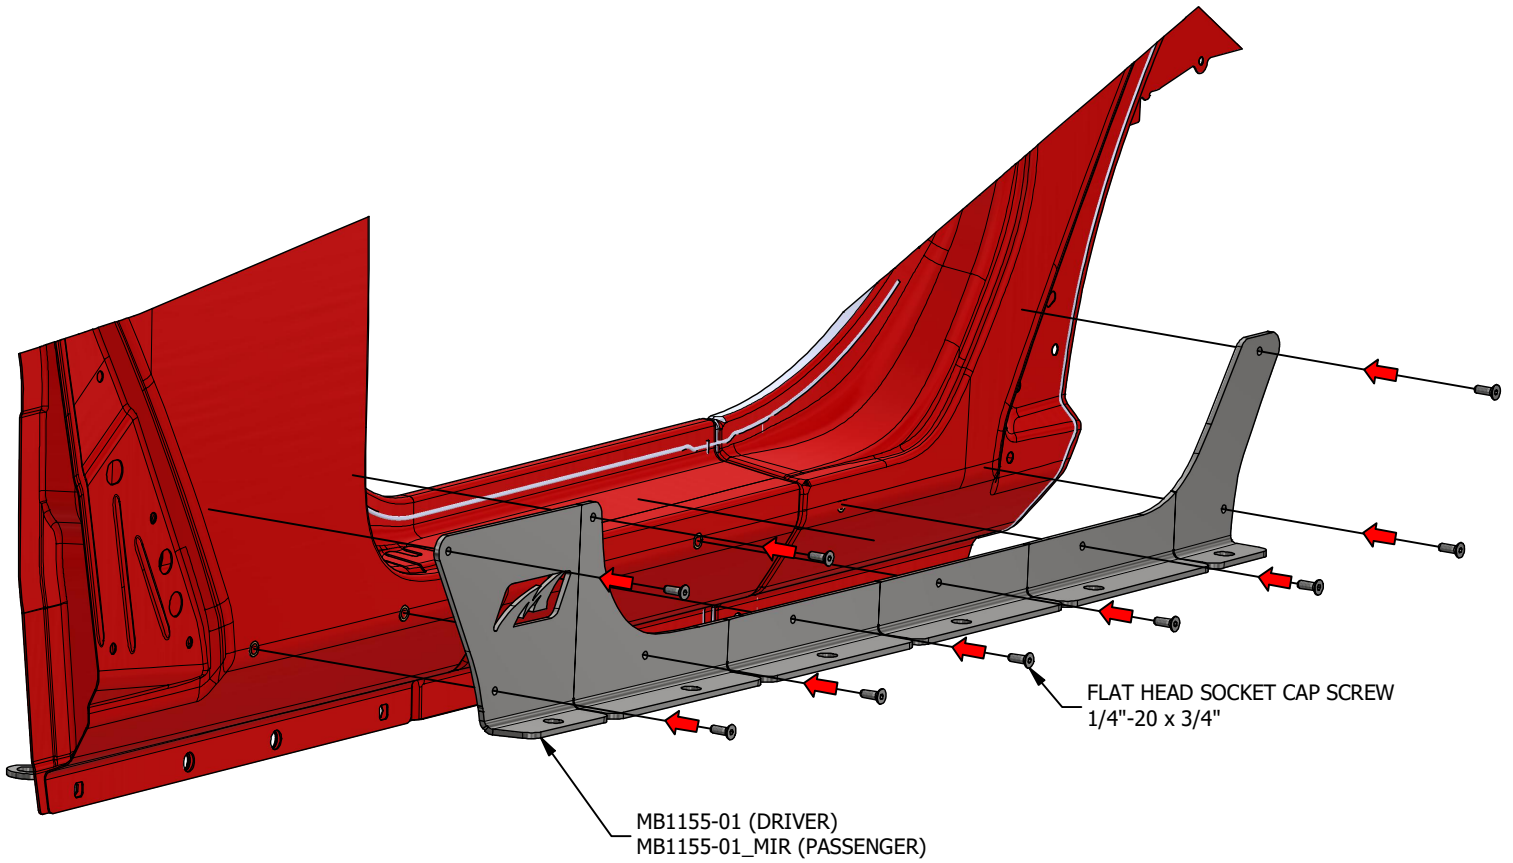 FLAT HEAD SOCKET CAP SCREW
1/4"-20 x 3/4"
MB1155-01 (DRIVER)
MB1155-01_MIR (PASSENGER)